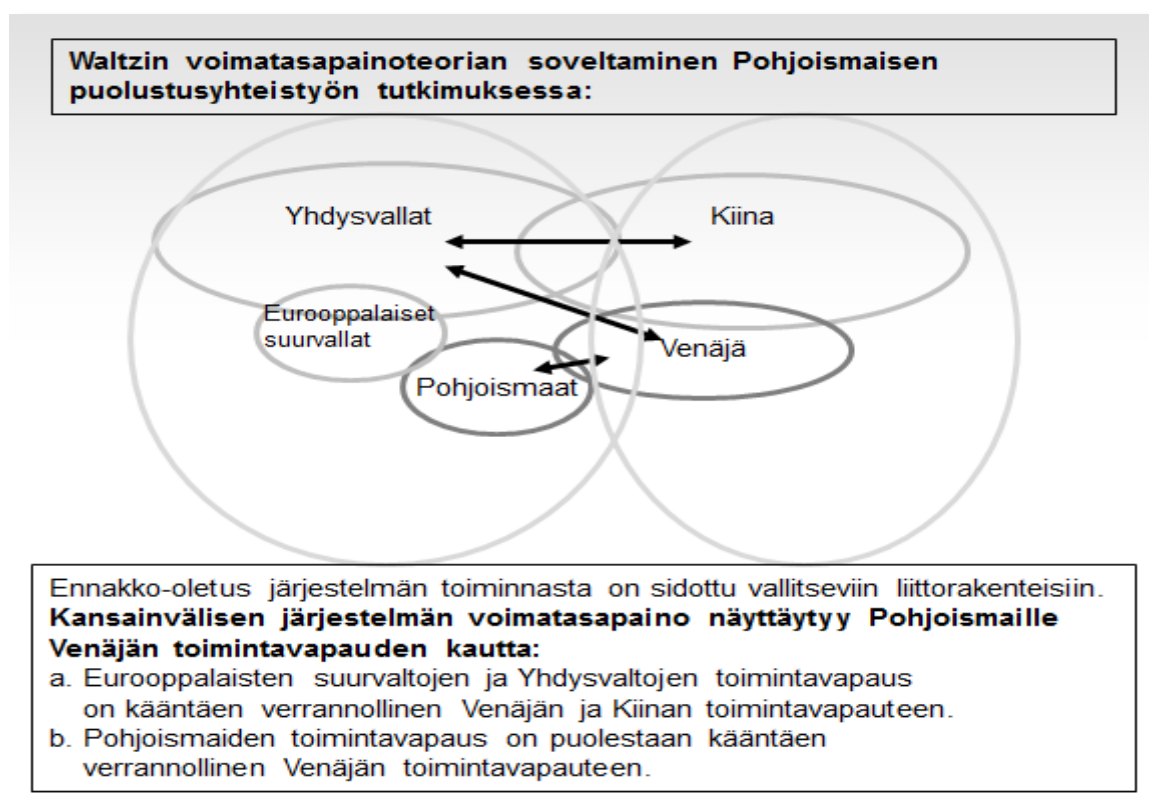 Waltzin voimatasapainoteorian soveltaminen Pohjoismaisen
puolustusyhteistyön tutkimuksessa:
Yhdysvallat
Kiina
Eurooppalaiset
suurvallat
Venäjä
Pohjoismaat
Ennakko-oletus järjestelmän toiminnasta on sidottu vallitseviin liittorakenteisiin.
Kansainvälisen järjestelmän voimatasapaino näyttäytyy Pohjoismaille
Venäjän toimintavapauden kautta:
a. Eurooppalaisten suurvaltojen ja Yhdysvaltojen toimintavapaus
on kääntäen verrannollinen Venäjän ja Kiinan toimintavapauteen.
b. Pohjoismaiden toimintavapaus on puolestaan kääntäen
verrannollinen Venäjän toimintavapauteen.